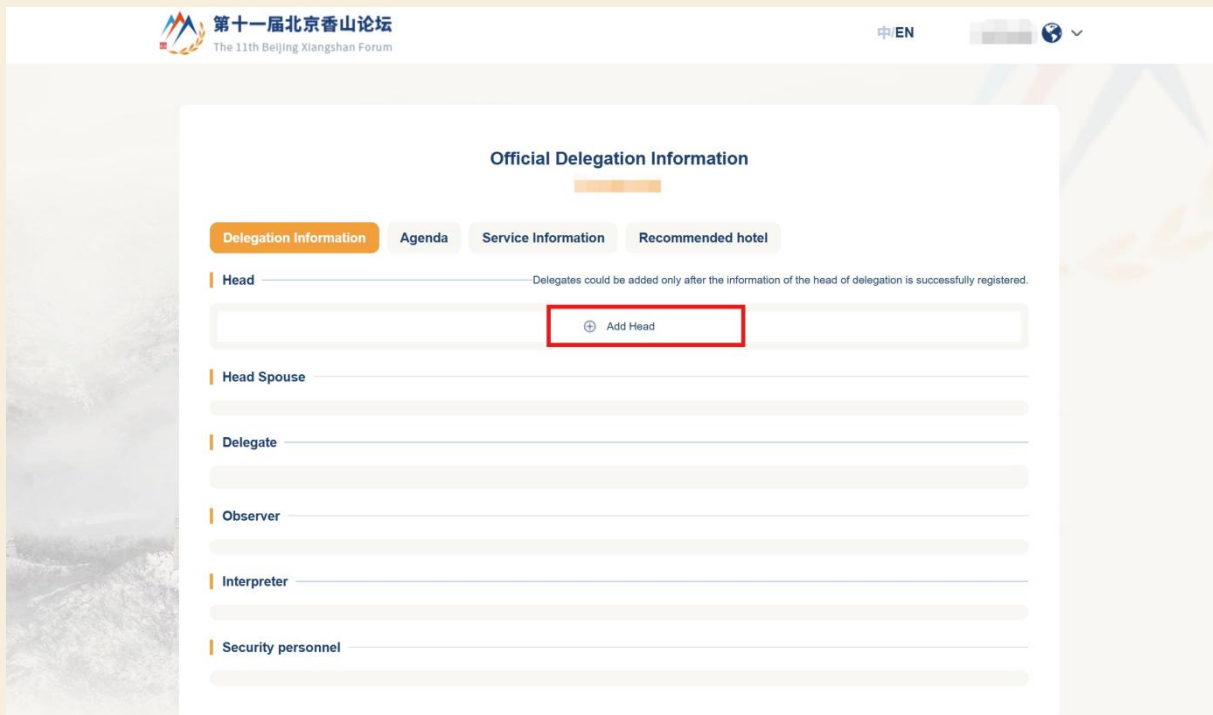 第十一届北京香山论坛
The 11th Beijing Xiangshan Forum
中/EN
Official Delegation Information
Delegation Information
Agenda
Service Information
Recommended hotel
Head
Delegates could be added only after the information of the head of delegation is successfully registered.
Add Head
Head Spouse
Delegate
Observer
Interpreter
Security personnel